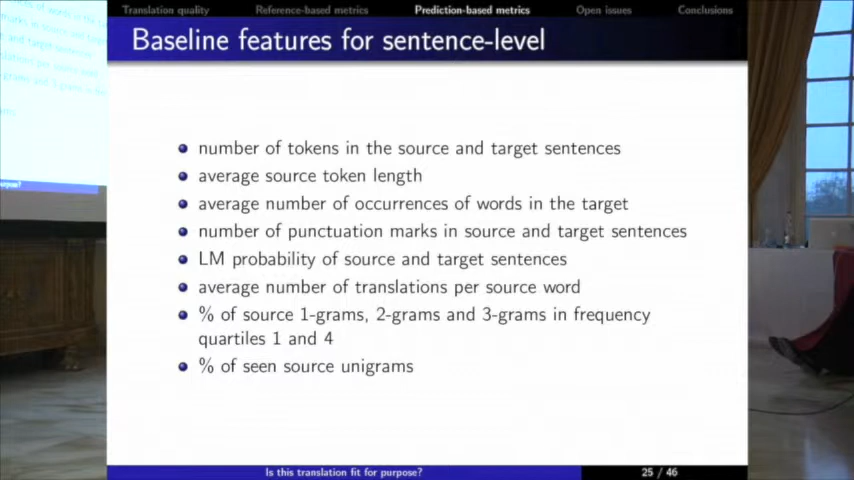 Translation quality
Reference-based metrics
Prediction-based metrics
Open issues
Conclusions
Baseline features for sentence-level
number of tokens in the source and target sentences
average source token length
average number of occurrences of words in the target
number of punctuation marks in source and target sentences
LM probability of source and target sentences
average number of translations per source word
% of source 1-grams, 2-grams and 3-grams in frequency
quartiles 1 and 4
% of seen source unigrams
Is this translation fit for purpose?
25 / 46